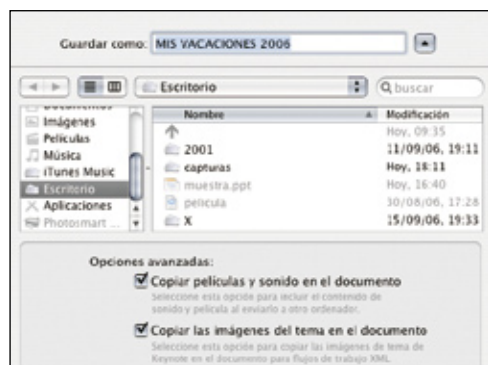 Guardar como: MIS VACACIONES 2006
Escritorio buscar
Documentos
Imágenes
Películas
Música
iTunes Music
Escritorio
Aplicaciones
Photosmart ...
Nombre Modificación
Hoy, 09:35
2001 11/09/06, 19:11
capturas Hoy, 18:11
muestra.ppt Hoy, 16:40
película 30/08/06, 17:28
X 15/09/06, 19:33
Opciones avanzadas:
Copiar películas y sonido en el documento
Seleccione esta opción para incluir el contenido de
sonido y película al enviarlo a otro ordenador.
Copiar las imágenes del tema en el documento
Seleccione esta opción para copiar las imágenes de tema de
Keynote en el documento para flujos de trabajo XML.